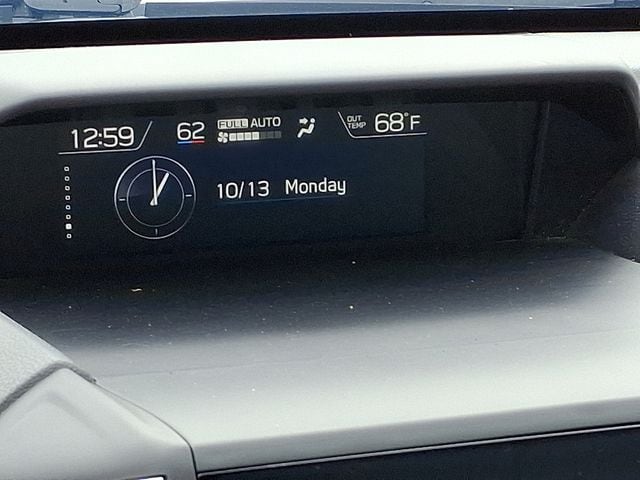 12:59 62 FULL AUTO OUT TEMP 68°F
10/13 Monday